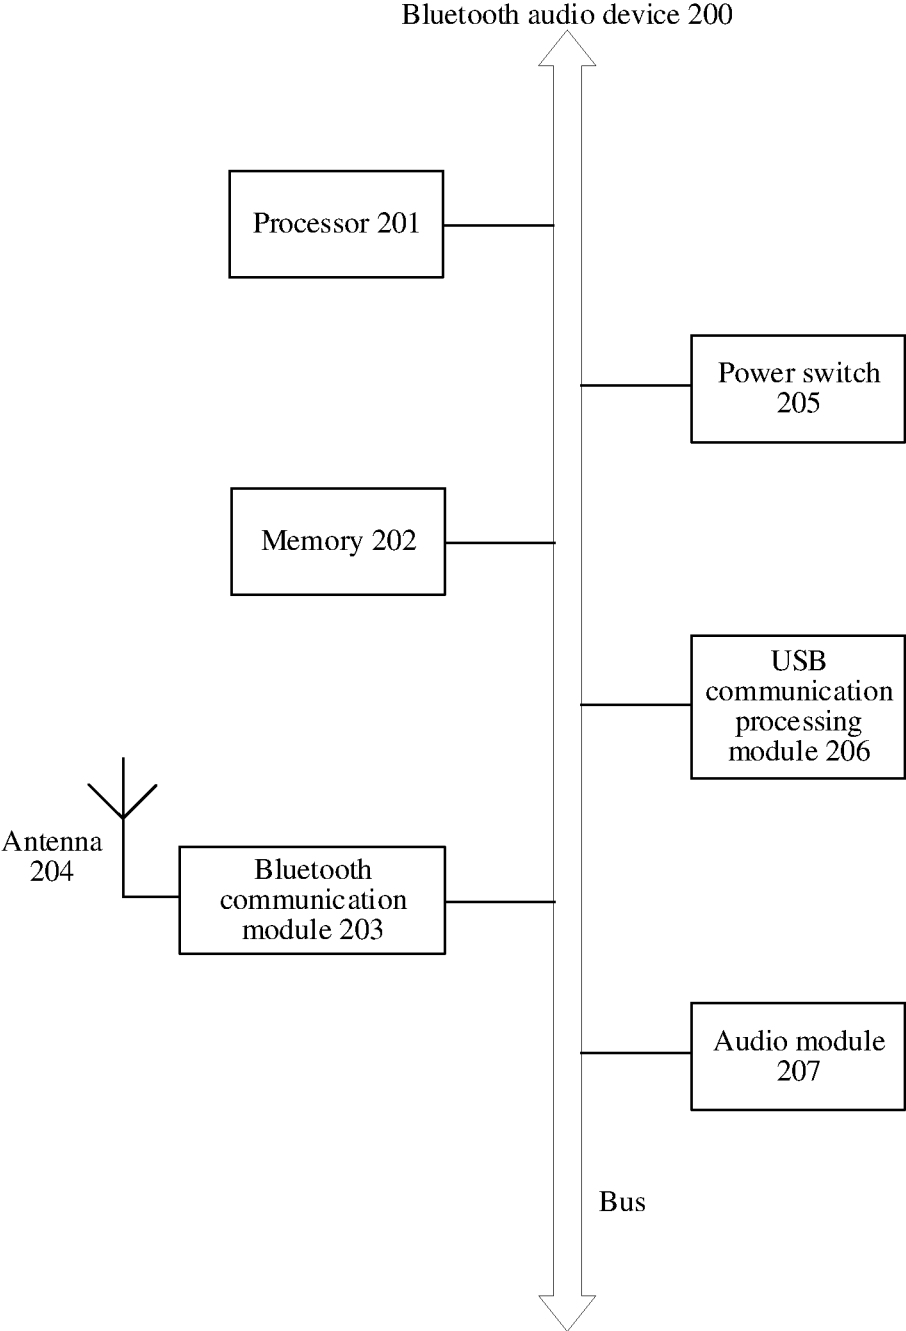 Bluetooth audio device 200
Processor 201
Power switch
205
Memory 202
USB
communication
processing
module 206
Antenna
204
Bluetooth
communication
module 203
Audio module
207
Bus